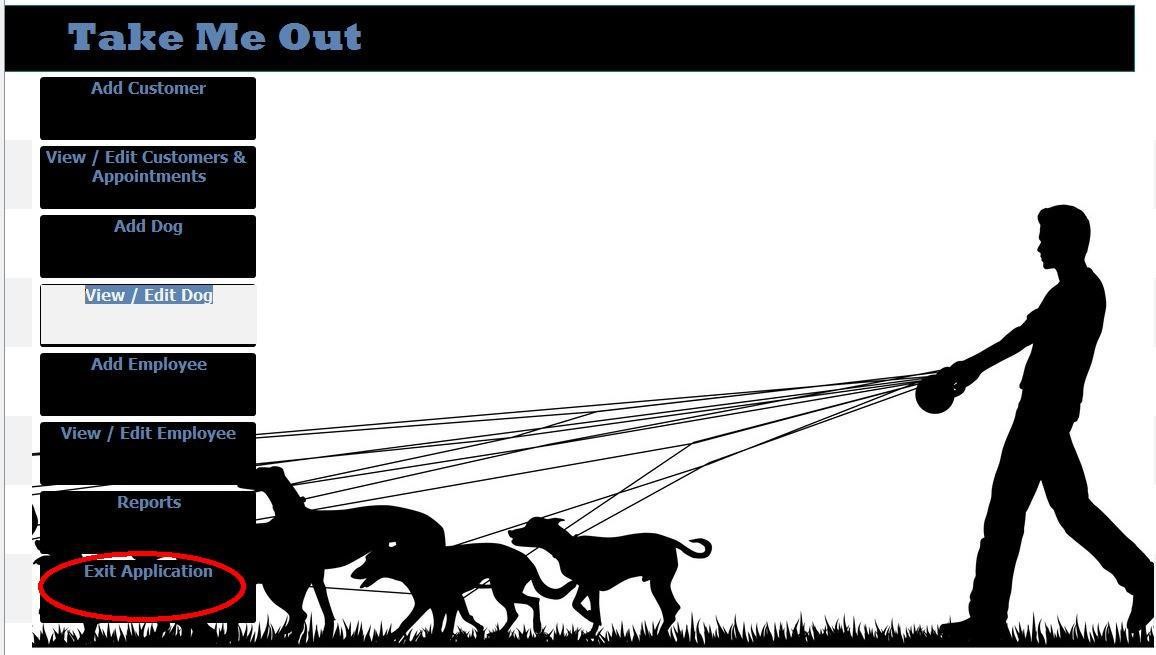 Take Me Out
Add Customer
View / Edit Customers &
Appointments
Add Dog
View / Edit Dog
Add Employee
View / Edit Employee
Reports
Exit Application